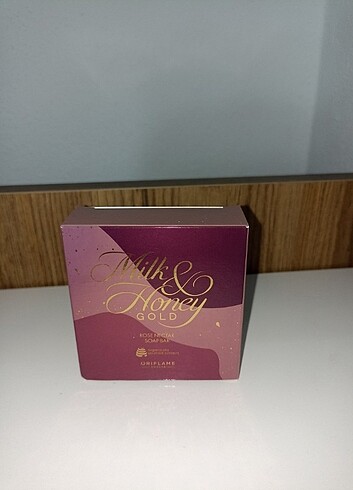 Milk &
Honey
GOLD
ROSE NECTAR
SOAP BAR
ORIFLAME